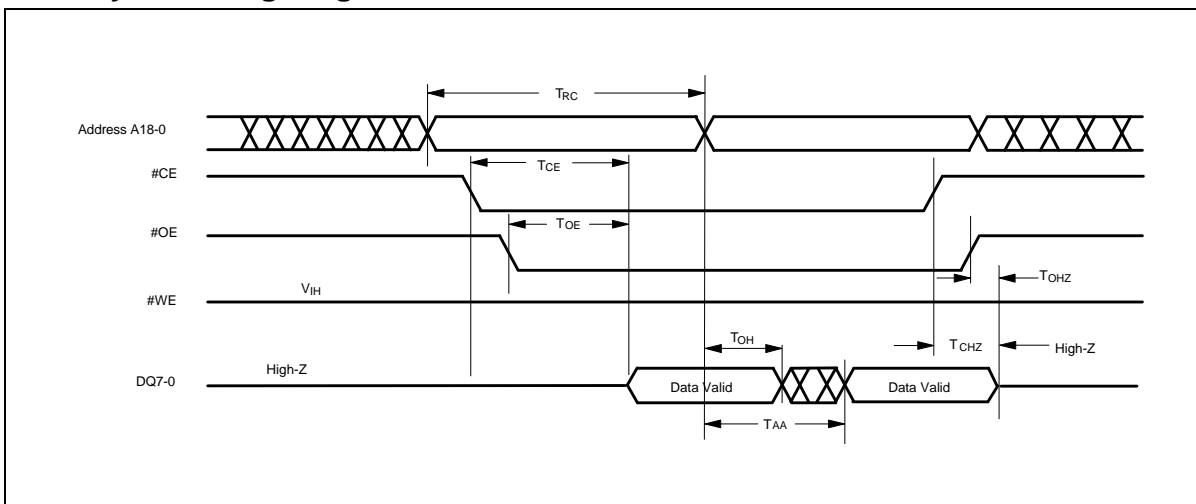 TRC
Address A18-0
TCE
#CE
TOE
#OE
TOHZ
VIH
#WE
TOH
TCHZ
High-Z
High-Z
DQ7-0
Data Valid
Data Valid
TAA